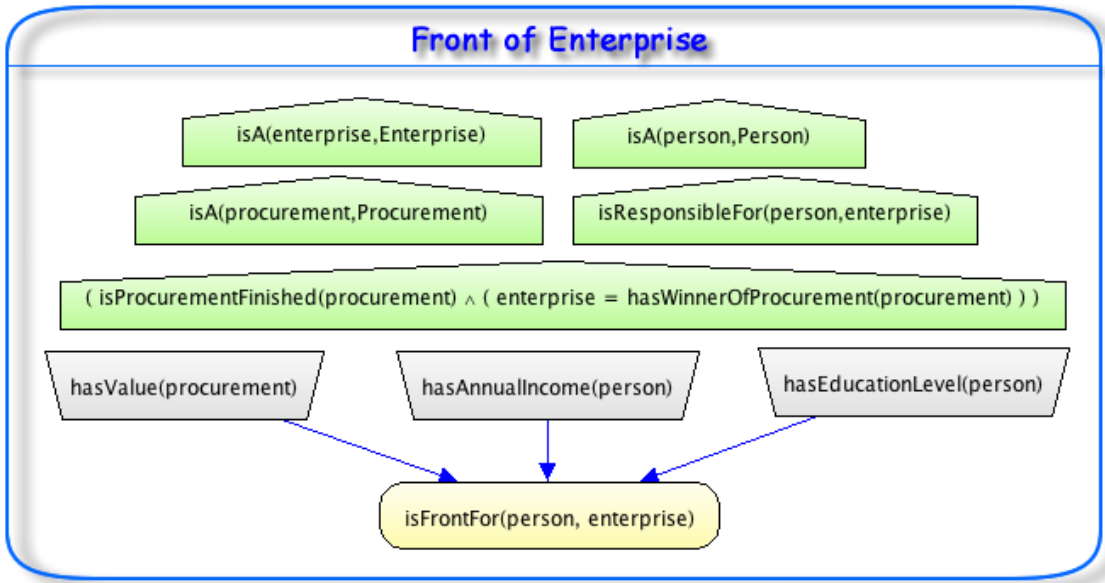 Front of Enterprise
isA(enterprise,Enterprise)
isA(person,Person)
isA(procurement,Procurement)
isResponsibleFor(person,enterprise)
( isProcurementFinished(procurement) ∧ ( enterprise = hasWinnerOfProcurement(procurement) ) )
hasValue(procurement)
hasAnnualIncome(person)
hasEducationLevel(person)
isFrontFor(person, enterprise)